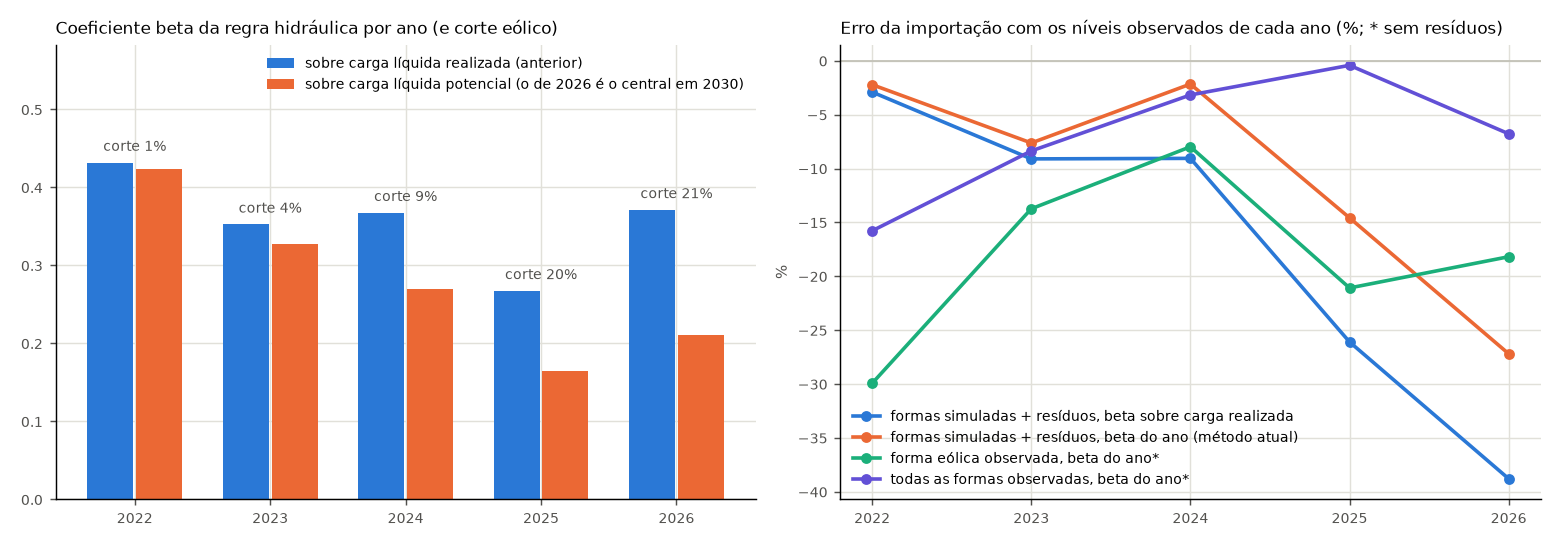 Coeficiente beta da regra hidráulica por ano (e corte eólico)
sobre carga líquida realizada (anterior)
sobre carga líquida potencial (o de 2026 é o central em 2030)
0.5
0.4
0.3
0.2
0.1
0.0
corte 1%
corte 4%
corte 9%
corte 20%
corte 21%
2022
2023
2024
2025
2026
Erro da importação com os níveis observados de cada ano (%; * sem resíduos)
%
0
−5
−10
−15
−20
−25
−30
−35
−40
formas simuladas + resíduos, beta sobre carga realizada
formas simuladas + resíduos, beta do ano (método atual)
forma eólica observada, beta do ano*
todas as formas observadas, beta do ano*
2022
2023
2024
2025
2026